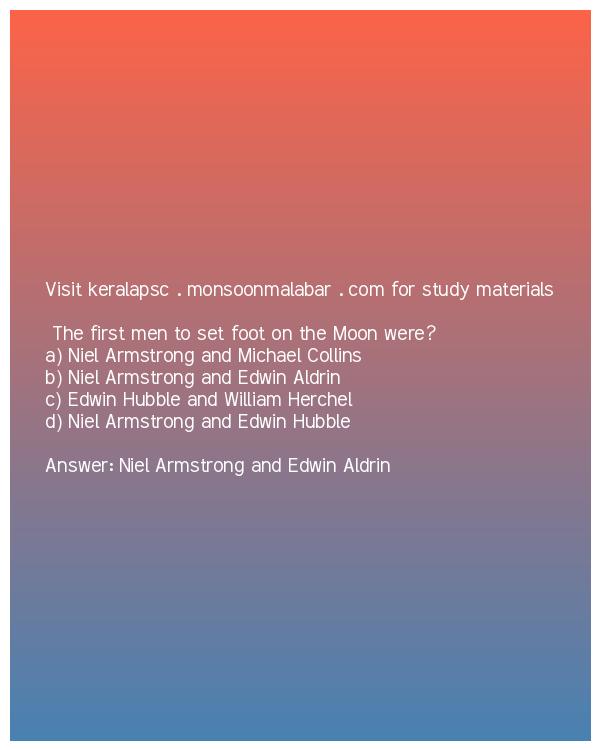 Visit keralapsc . monsoonmalabar . com for study materials
The first men to set foot on the Moon were?
a) Niel Armstrong and Michael Collins
b) Niel Armstrong and Edwin Aldrin
c) Edwin Hubble and William Herchel
d) Niel Armstrong and Edwin Hubble
Answer: Niel Armstrong and Edwin Aldrin